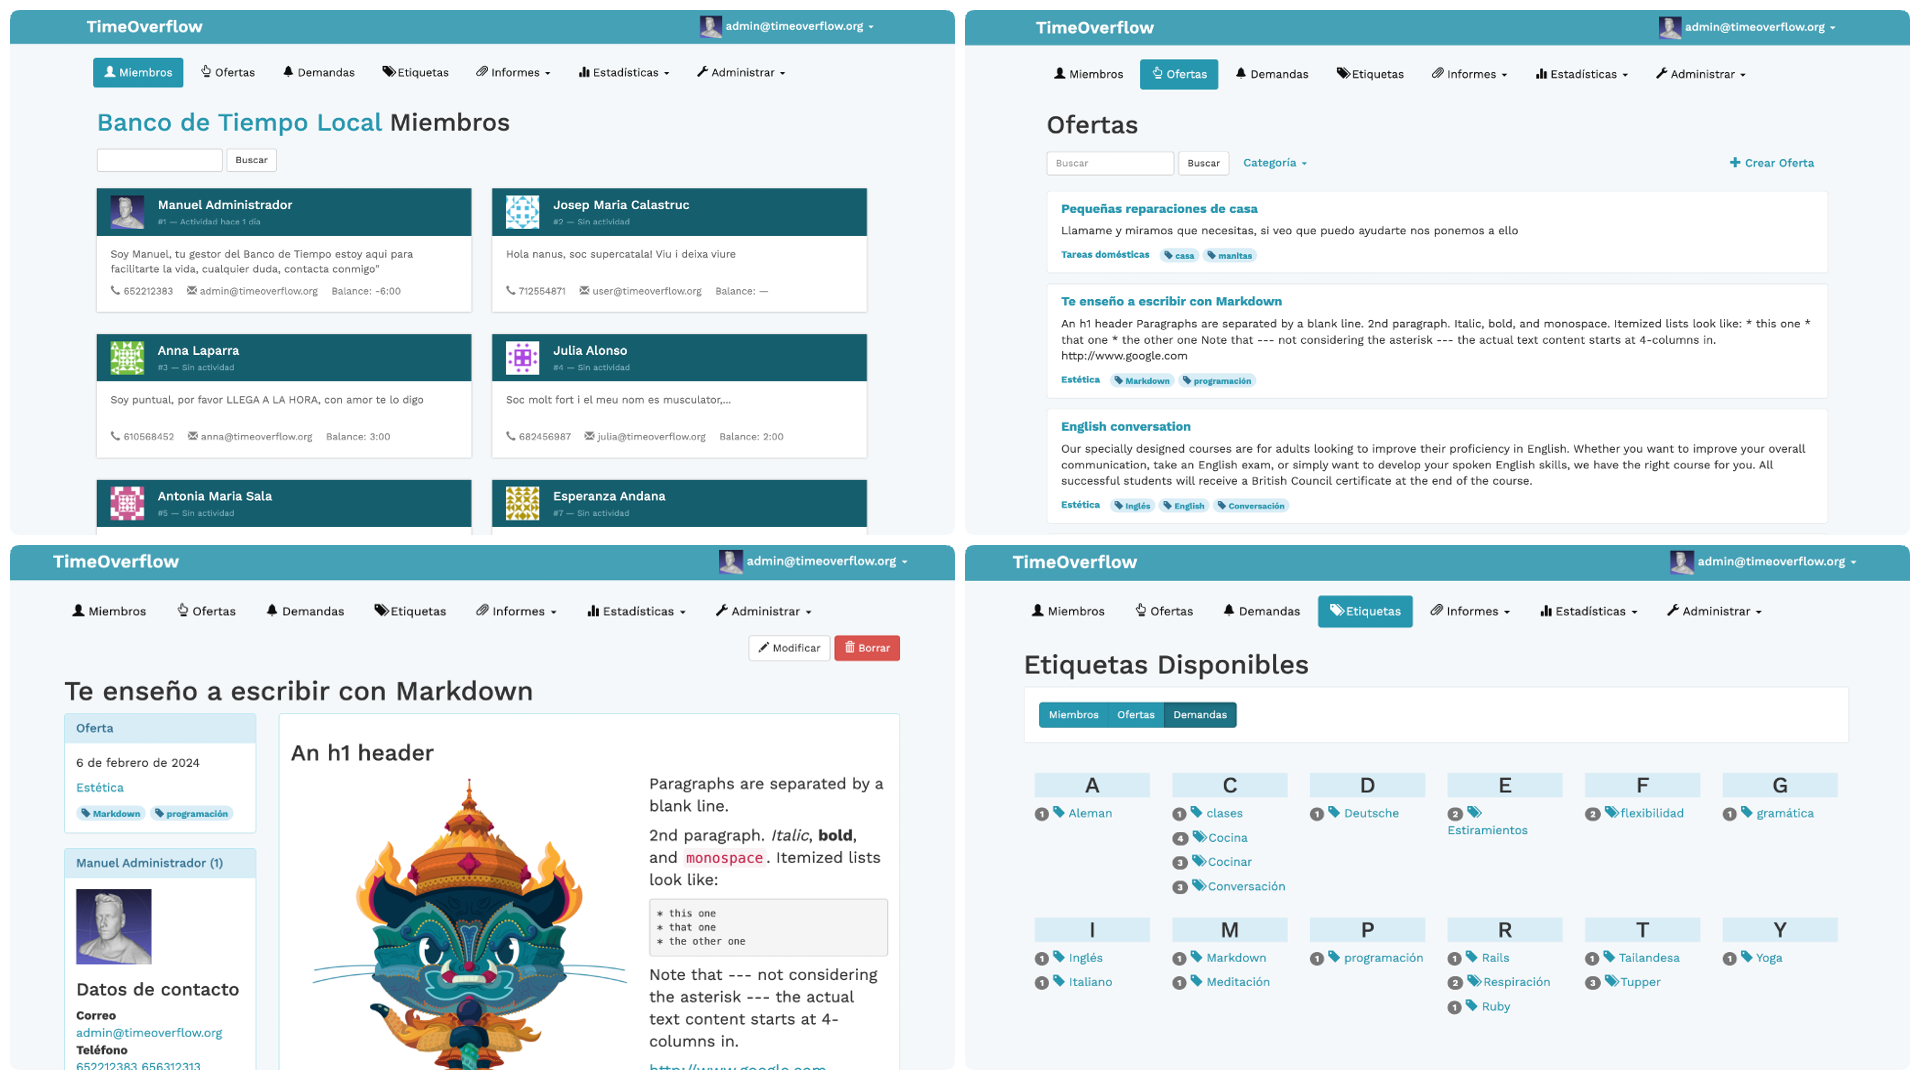 TimeOverflow
admin@timeoverflow.org
Miembros Ofertas Demandas Etiquetas Informes Estadísticas Administrar
Banco de Tiempo Local Miembros
Buscar
Manuel Administrador
#1 — Actividad hace 1 día
Soy Manuel, tu gestor del Banco de Tiempo estoy aquí para
facilitarte la vida, cualquier duda, contacta conmigo"
652212383 admin@timeoverflow.org Balance: -6:00
Josep Maria Calastruc
#2 — Sin actividad
Hola nanus, soc supercatala! Viu i deixa viure
712554871 user@timeoverflow.org Balance: —
Anna Laparra
#3 — Sin actividad
Soy puntual, por favor LLEGA A LA HORA, con amor te lo digo
610568452 anna@timeoverflow.org Balance: 3:00
Julia Alonso
#4 — Sin actividad
Soc molt fort i el meu nom es musculator,...
682456987 julia@timeoverflow.org Balance: 2:00
Antonia Maria Sala
#5 — Sin actividad
Esperanza Andana
#7 — Sin actividad
TimeOverflow
admin@timeoverflow.org
Miembros Ofertas Demandas Etiquetas Informes Estadísticas Administrar
Ofertas
Buscar Buscar Categoría Crear Oferta
Pequeñas reparaciones de casa
Llamame y miramos que necesitas, si veo que puedo ayudarte nos ponemos a ello
Tareas domésticas casa manitas
Te enseño a escribir con Markdown
An h1 header Paragraphs are separated by a blank line. 2nd paragraph. Italic, bold, and monospace. Itemized lists look like: * this one *
that one * the other one Note that --- not considering the asterisk --- the actual text content starts at 4-columns in.
http://www.google.com
Estética Markdown programación
English conversation
Our specially designed courses are for adults looking to improve their proficiency in English. Whether you want to improve your overall
communication, take an English exam, or simply want to develop your spoken English skills, we have the right course for you. All
successful students will receive a British Council certificate at the end of the course.
Estética Inglés English Conversación
TimeOverflow
admin@timeoverflow.org
Miembros Ofertas Demandas Etiquetas Informes Estadísticas Administrar
Modificar Borrar
Te enseño a escribir con Markdown
Oferta
6 de febrero de 2024
Estética
Markdown programación
Manuel Administrador (1)
Datos de contacto
Correo
admin@timeoverflow.org
Teléfono
652212383 656312313
An h1 header
Paragraphs are separated by a
blank line.
2nd paragraph. Italic, bold,
and monospace. Itemized lists
look like:
* this one
* that one
* the other one
Note that --- not considering
the asterisk --- the actual
text content starts at 4-
columns in.
http://www.google.com
TimeOverflow
admin@timeoverflow.org
Miembros Ofertas Demandas Etiquetas Informes Estadísticas Administrar
Etiquetas Disponibles
Miembros Ofertas Demandas
A
1 Aleman
C
1 clases
4 Cocina
3 Cocinar
3 Conversación
D
1 Deutsche
E
2
Estiramientos
F
2 flexibilidad
G
1 gramática
I
1 Inglés
1 Italiano
M
1 Markdown
1 Meditación
P
1 programación
R
1 Rails
2 Respiración
1 Ruby
T
1 Tailandesa
3 Tupper
Y
1 Yoga